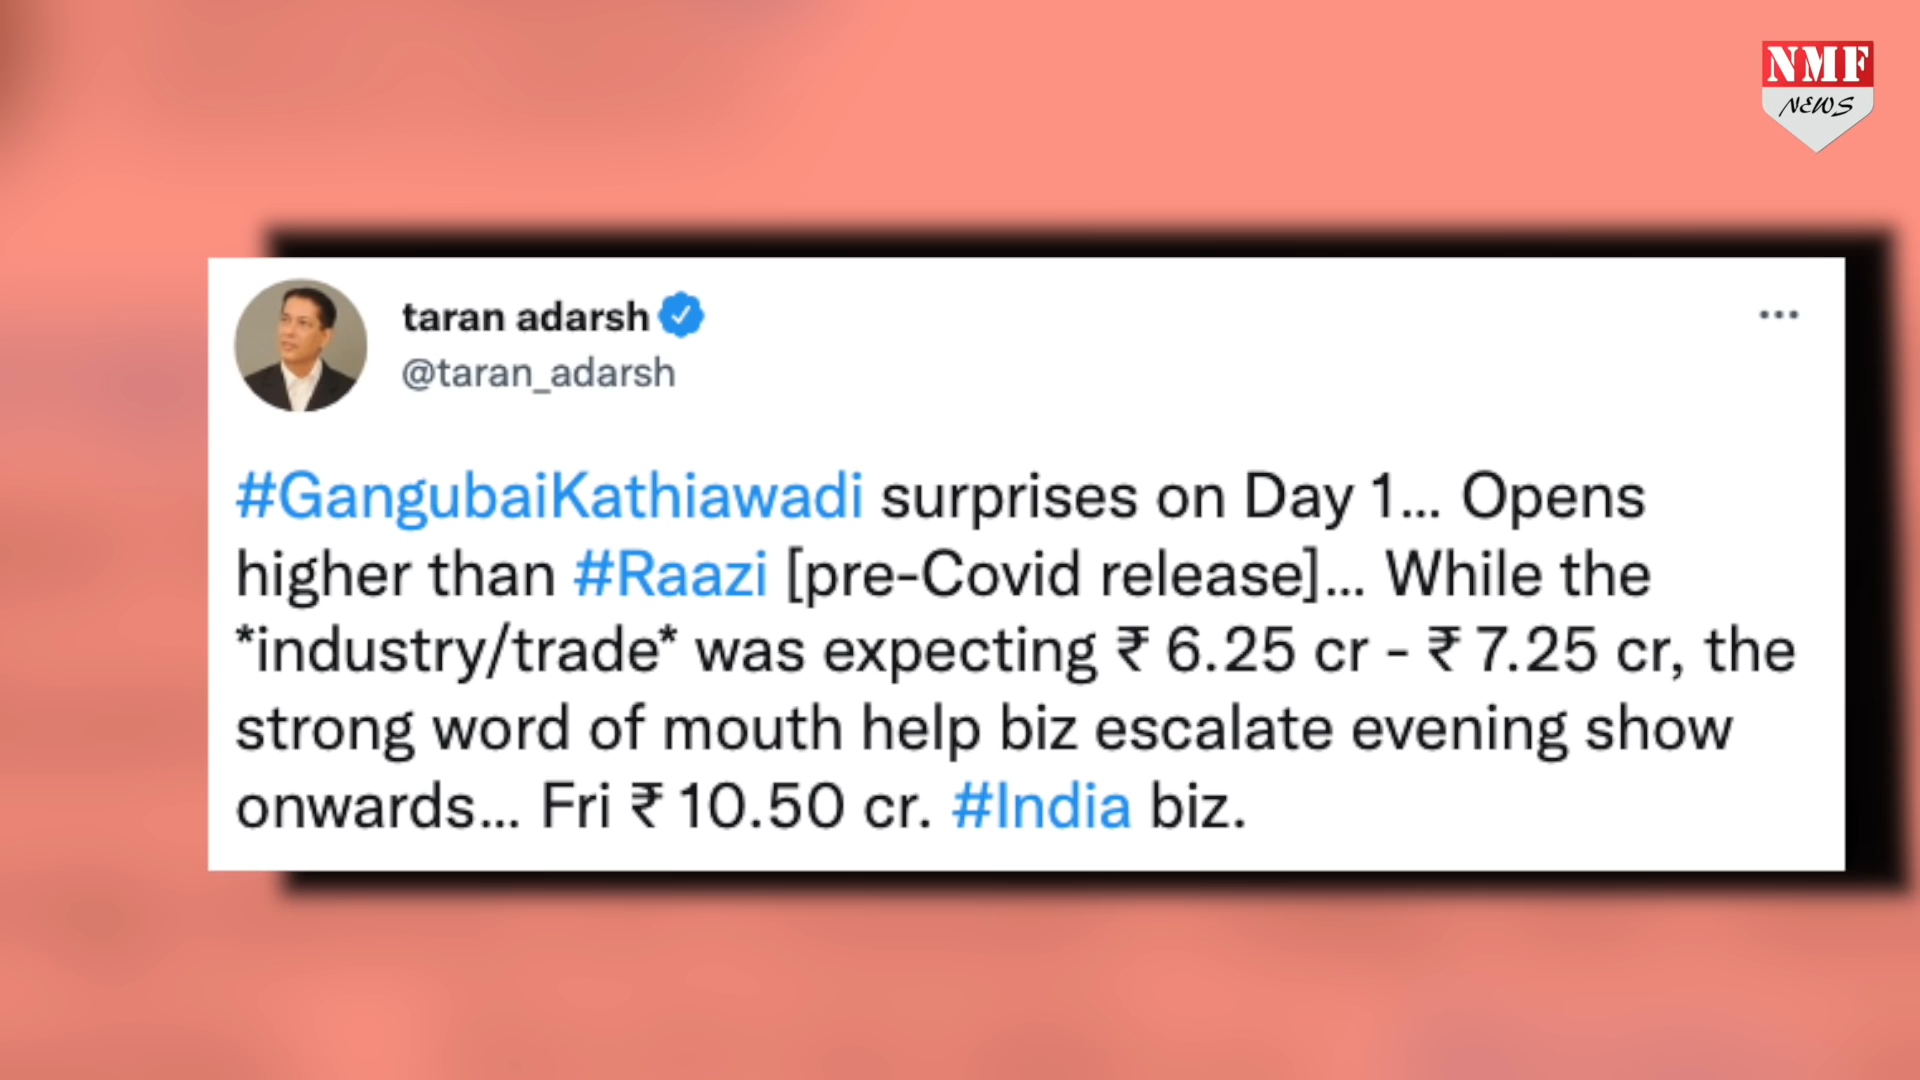 NMF
NEWS
taran adarsh
@taran_adarsh
#GangubaiKathiawadi surprises on Day 1... Opens
higher than #Raazi [pre-Covid release]... While the
*industry/trade* was expecting ₹ 6.25 cr - ₹ 7.25 cr, the
strong word of mouth help biz escalate evening show
onwards... Fri ₹ 10.50 cr. #India biz.